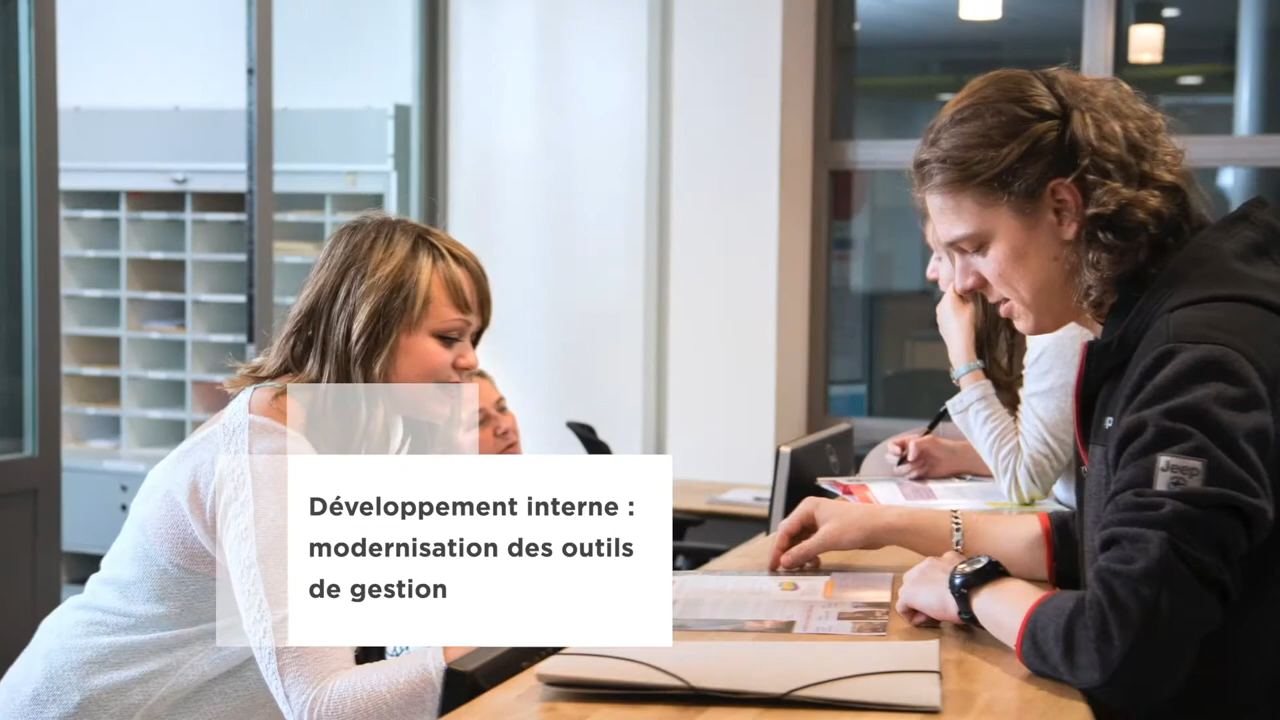 Développement interne :
modernisation des outils
de gestion
Jeep